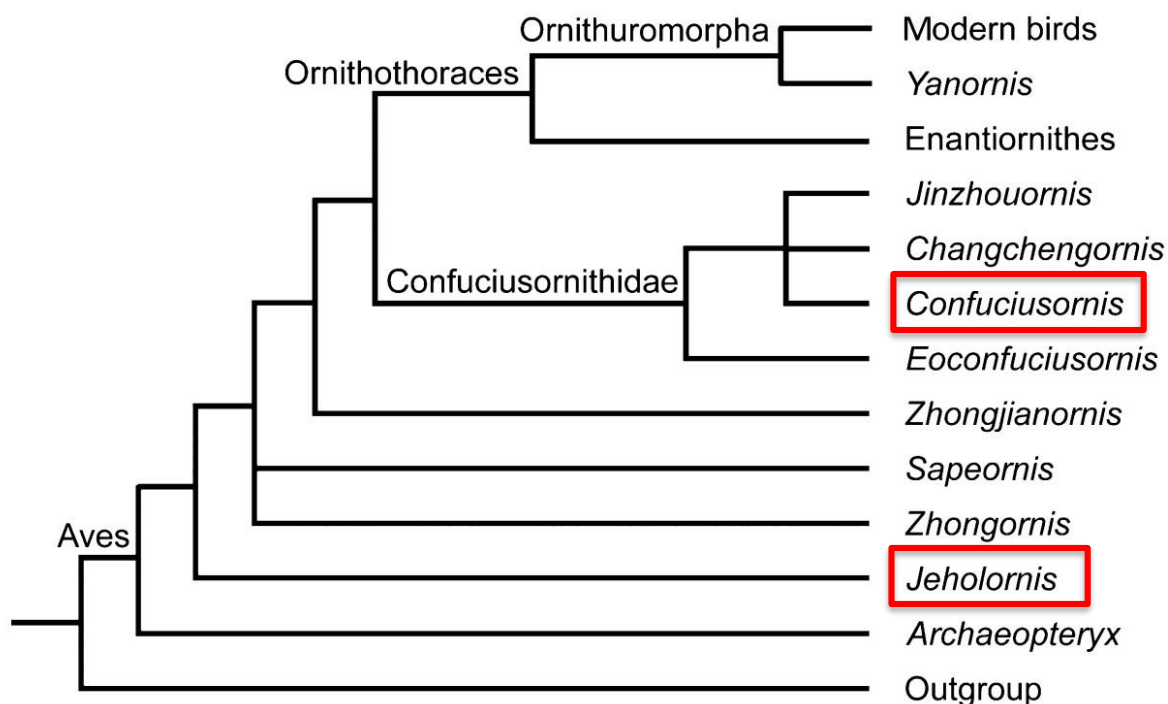 Ornithuromorpha
Modern birds
Ornithothoraces
Yanornis
Enantiornithes
Jinzhouornis
Changchengornis
Confuciusornithidae
Confuciusornis
Eoconfuciusornis
Zhongjianornis
Sapeornis
Zhongornis
Aves
Jeholornis
Archaeopteryx
Outgroup